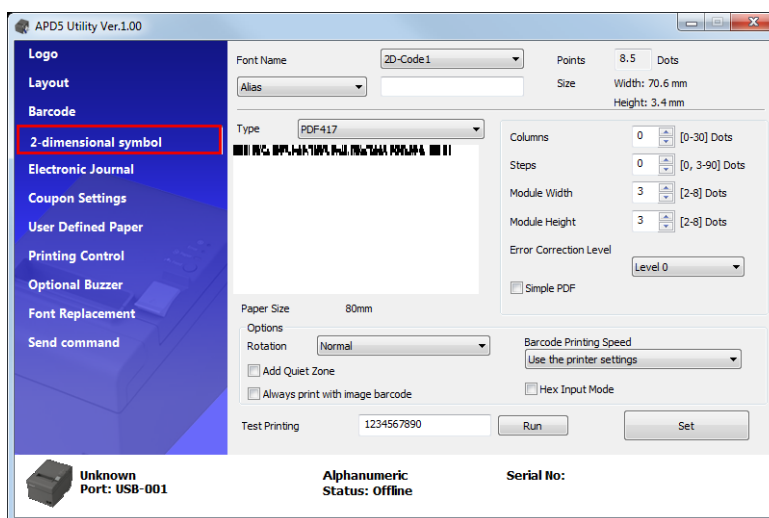 APD5 Utility Ver.1.00
Logo
Layout
Barcode
2-dimensional symbol
Electronic Journal
Coupon Settings
User Defined Paper
Printing Control
Optional Buzzer
Font Replacement
Send command
Font Name 2D-Code1 Points 8.5 Dots
Alias Size Width: 70.6 mm
Height: 3.4 mm
Type PDF417
Columns 0 [0-30] Dots
Steps 0 [0, 3-90] Dots
Module Width 3 [2-8] Dots
Module Height 3 [2-8] Dots
Error Correction Level
Level 0
Simple PDF
Paper Size 80mm
Options
Rotation Normal
Barcode Printing Speed
Use the printer settings
Add Quiet Zone
Always print with image barcode
Hex Input Mode
Test Printing 1234567890 Run Set
Unknown Alphanumeric Serial No:
Port: USB-001 Status: Offline